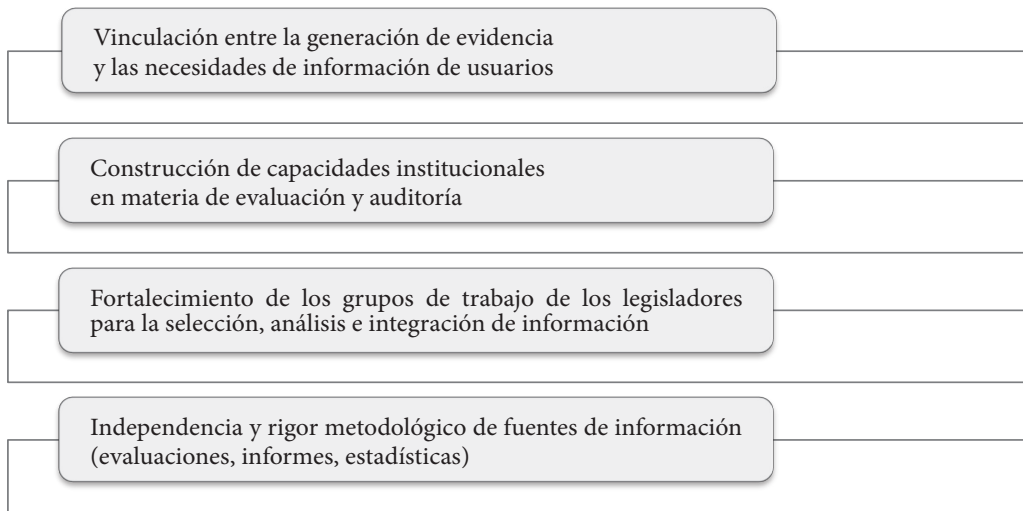 Vinculación entre la generación de evidencia
y las necesidades de información de usuarios
Construcción de capacidades institucionales
en materia de evaluación y auditoría
Fortalecimiento de los grupos de trabajo de los legisladores
para la selección, análisis e integración de información
Independencia y rigor metodológico de fuentes de información
(evaluaciones, informes, estadísticas)